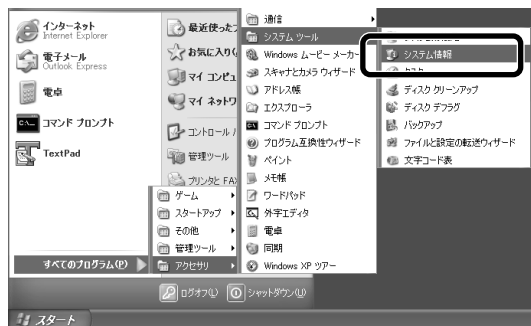 インターネット
Internet Explorer
電子メール
Outlook Express
電卓
コマンド プロンプト
TextPad
すべてのプログラム(P)
最近使った
お気に入り(
マイ コンピュ
マイ ネットワ
コントロール
管理ツール
プリンタと FA
ゲーム
スタートアップ
その他
管理ツール
アクセサリ
通信
システム ツール
Windows ムービー メーカー
スキャナとカメラ ウィザード
アドレス帳
エクスプローラ
コマンド プロンプト
プログラム互換性ウィザード
ペイント
メモ帳
ワードパッド
外字エディタ
電卓
同期
Windows XP ツアー
システム情報
ディスク クリーンアップ
ディスク デフラグ
バックアップ
ファイルと設定の転送ウィザード
文字コード表
ログオフ(L)
シャットダウン(U)
スタート